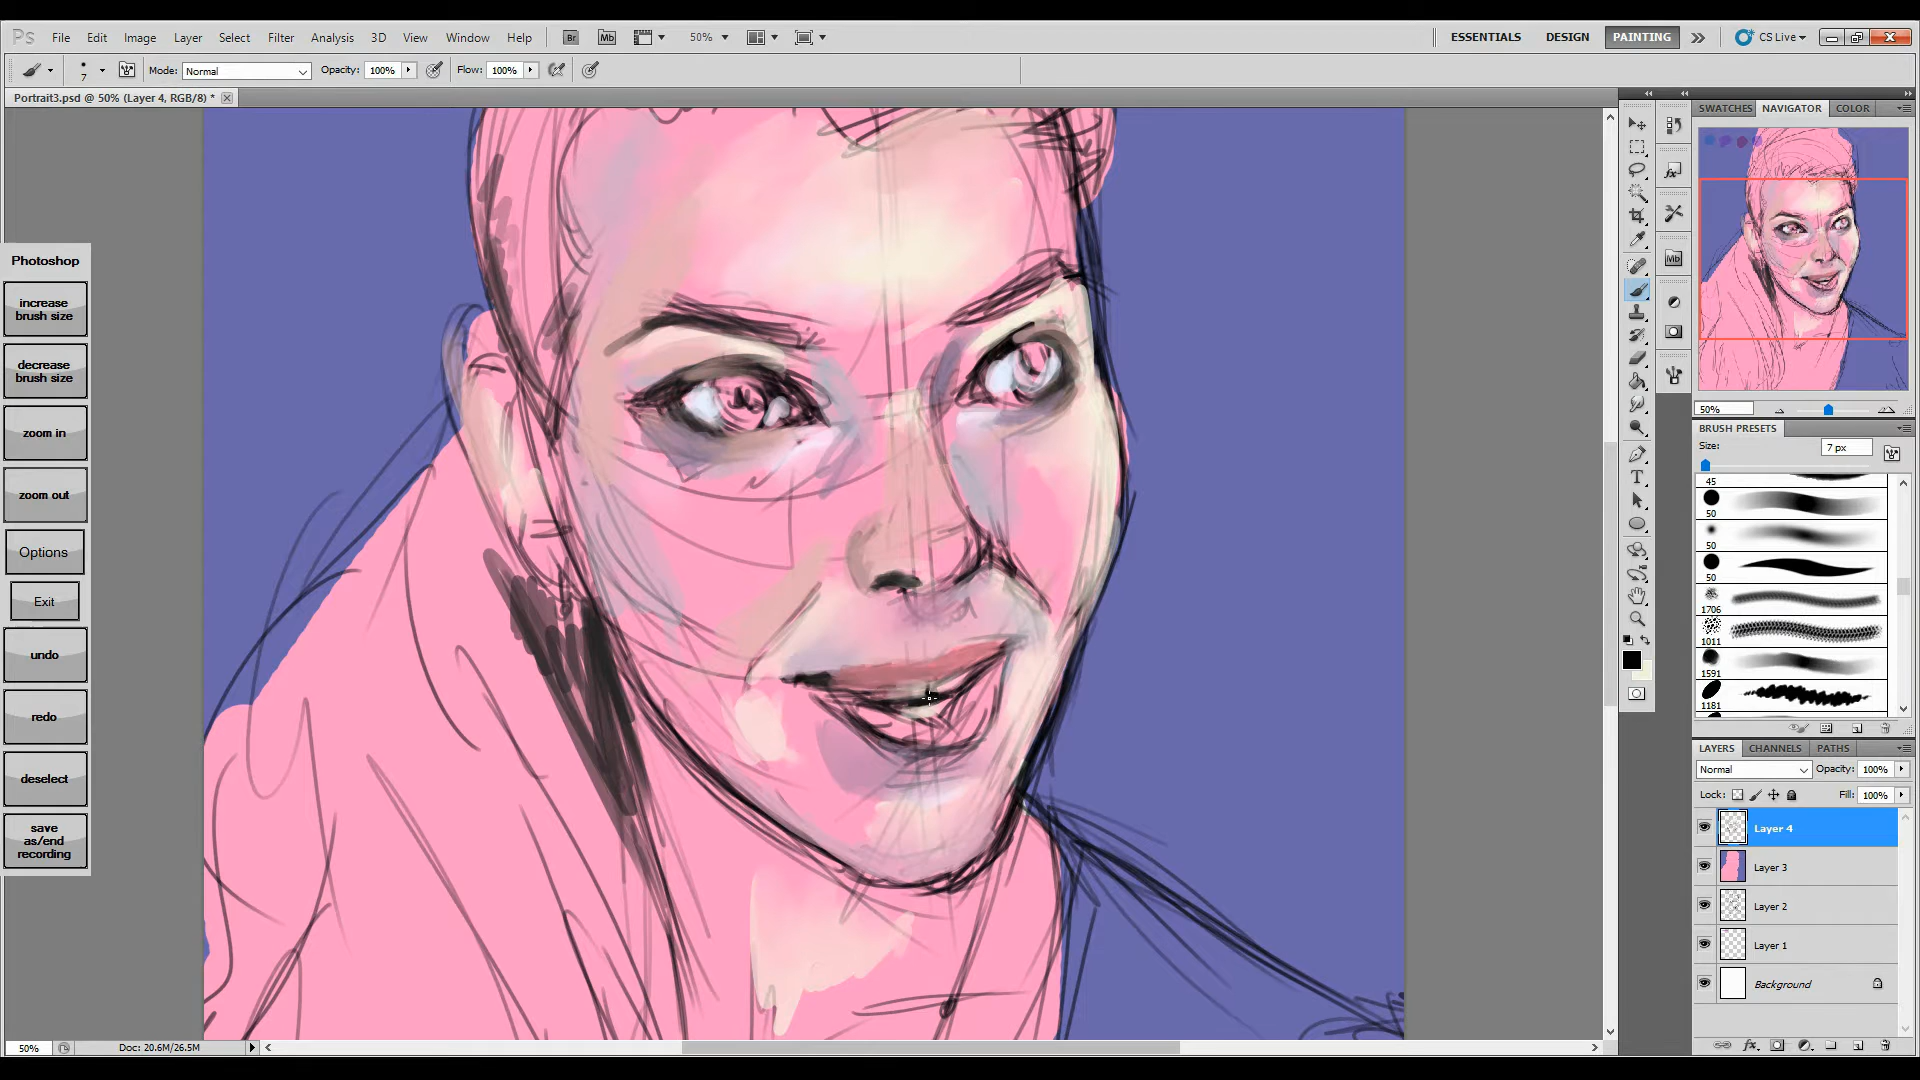 Ps File Edit Image Layer Select Filter Analysis 3D View Window Help Br Mb 50% ESSENTIALS DESIGN PAINTING CS Live
7 Mode: Normal Opacity: 100% Flow: 100%
Portrait3.psd @ 50% (Layer 4, RGB/8) *
SWATCHES NAVIGATOR COLOR
Photoshop
increase
brush size
decrease
brush size
zoom in
zoom out
Options
Exit
undo
redo
deselect
save
as/end
recording
Mb
50%
BRUSH PRESETS
Size: 7 px
45
50
50
50
1706
1011
1591
1181
LAYERS CHANNELS PATHS
Normal Opacity: 100%
Lock: Fill: 100%
Layer 4
Layer 3
Layer 2
Layer 1
Background
50% Doc: 20.6M/26.5M